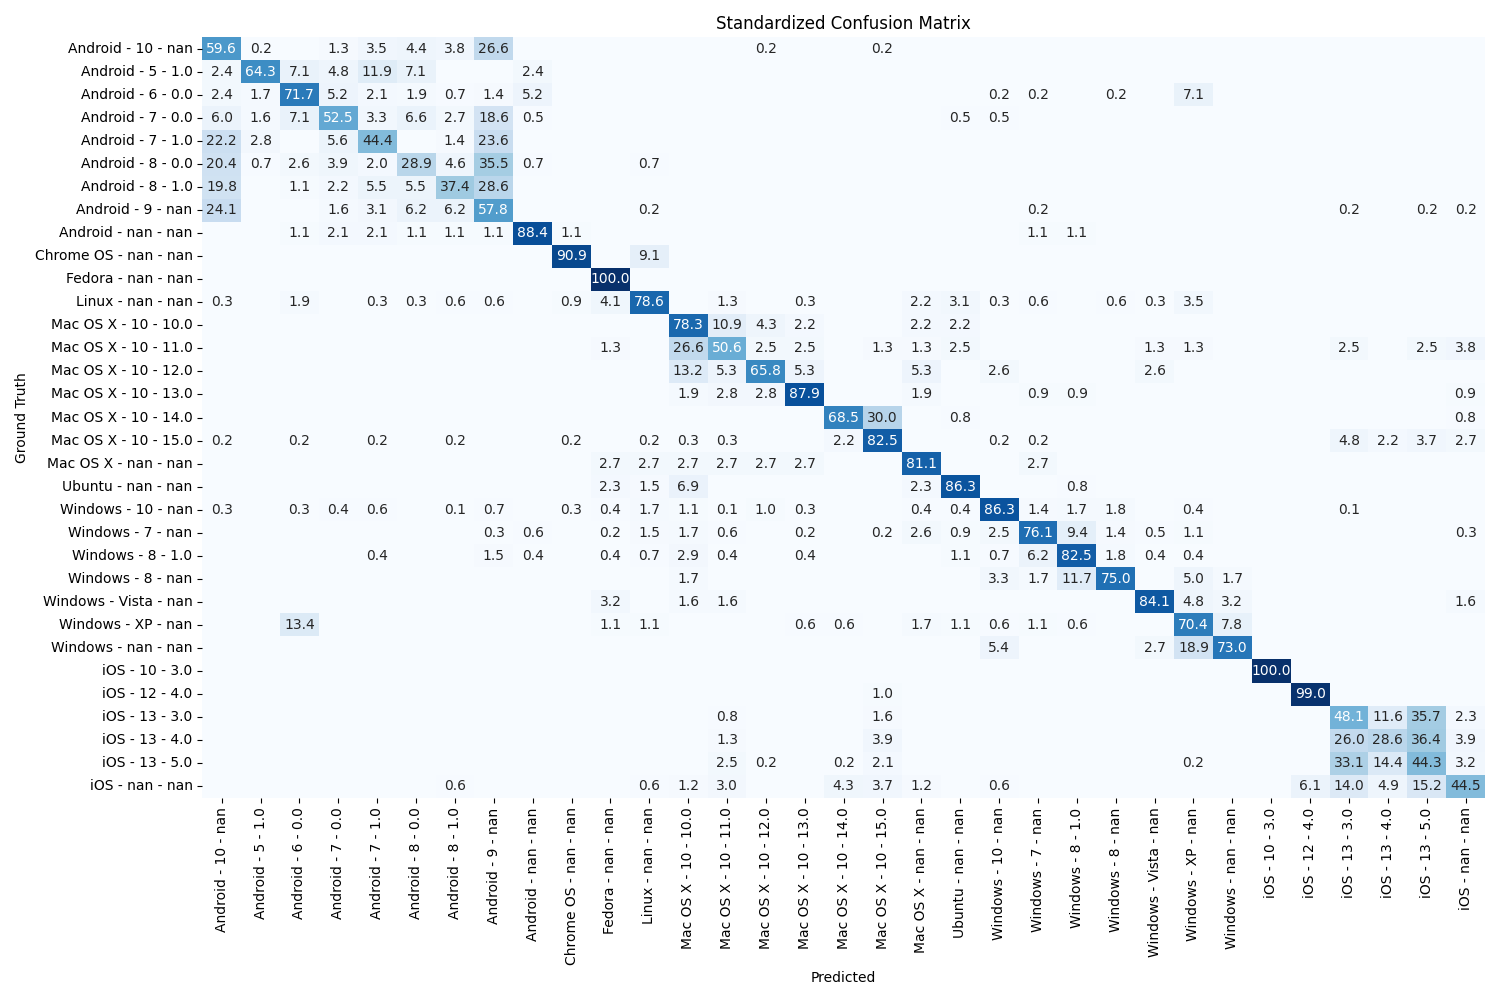 Standardized Confusion Matrix
Android - 10 - nan 59.6 0.2 1.3 3.5 4.4 3.8 26.6 0.2 0.2
Android - 5 - 1.0 2.4 64.3 7.1 4.8 11.9 7.1 2.4
Android - 6 - 0.0 2.4 1.7 71.7 5.2 2.1 1.9 0.7 1.4 5.2 0.2 0.2 0.2 7.1
Android - 7 - 0.0 6.0 1.6 7.1 52.5 3.3 6.6 2.7 18.6 0.5 0.5 0.5
Android - 7 - 1.0 22.2 2.8 5.6 44.4 1.4 23.6
Android - 8 - 0.0 20.4 0.7 2.6 3.9 2.0 28.9 4.6 35.5 0.7 0.7
Android - 8 - 1.0 19.8 1.1 2.2 5.5 5.5 37.4 28.6
Android - 9 - nan 24.1 1.6 3.1 6.2 6.2 57.8 0.2 0.2 0.2 0.2 0.2
Android - nan - nan 1.1 2.1 2.1 1.1 1.1 1.1 88.4 1.1 1.1 1.1
Chrome OS - nan - nan 90.9 9.1
Fedora - nan - nan 100.0
Linux - nan - nan 0.3 1.9 0.3 0.3 0.6 0.6 0.9 4.1 78.6 1.3 0.3 2.2 3.1 0.3 0.6 0.6 0.3 3.5
Mac OS X - 10 - 10.0 78.3 10.9 4.3 2.2 2.2 2.2
Mac OS X - 10 - 11.0 1.3 26.6 50.6 2.5 2.5 1.3 1.3 2.5 1.3 1.3 2.5 2.5 3.8
Mac OS X - 10 - 12.0 13.2 5.3 65.8 5.3 5.3 2.6 2.6
Mac OS X - 10 - 13.0 1.9 2.8 2.8 87.9 1.9 0.9 0.9 0.9
Mac OS X - 10 - 14.0 68.5 30.0 0.8 0.8
Mac OS X - 10 - 15.0 0.2 0.2 0.2 0.2 0.2 0.2 0.3 0.3 2.2 82.5 0.2 0.2 4.8 2.2 3.7 2.7
Mac OS X - nan - nan 2.7 2.7 2.7 2.7 2.7 2.7 81.1 2.7
Ubuntu - nan - nan 2.3 1.5 6.9 2.3 86.3 0.8
Windows - 10 - nan 0.3 0.3 0.4 0.6 0.1 0.7 0.3 0.4 1.7 1.1 0.1 1.0 0.3 0.4 0.4 86.3 1.4 1.7 1.8 0.4 0.1
Windows - 7 - nan 0.3 0.6 0.2 1.5 1.7 0.6 0.2 0.2 2.6 0.9 2.5 76.1 9.4 1.4 0.5 1.1 0.3
Windows - 8 - 1.0 0.4 1.5 0.4 0.4 0.7 2.9 0.4 0.4 1.1 0.7 6.2 82.5 1.8 0.4 0.4
Windows - 8 - nan 1.7 3.3 1.7 11.7 75.0 5.0 1.7
Windows - Vista - nan 3.2 1.6 1.6 84.1 4.8 3.2 1.6
Windows - XP - nan 13.4 1.1 1.1 0.6 0.6 1.7 1.1 0.6 1.1 0.6 70.4 7.8
Windows - nan - nan 5.4 2.7 18.9 73.0
iOS - 10 - 3.0 100.0
iOS - 12 - 4.0 1.0 99.0
iOS - 13 - 3.0 0.8 1.6 48.1 11.6 35.7 2.3
iOS - 13 - 4.0 1.3 3.9 26.0 28.6 36.4 3.9
iOS - 13 - 5.0 2.5 0.2 0.2 2.1 0.2 33.1 14.4 44.3 3.2
iOS - nan - nan 0.6 0.6 1.2 3.0 4.3 3.7 1.2 0.6 6.1 14.0 4.9 15.2 44.5
Ground Truth
Android - 10 - nan
Android - 5 - 1.0
Android - 6 - 0.0
Android - 7 - 0.0
Android - 7 - 1.0
Android - 8 - 0.0
Android - 8 - 1.0
Android - 9 - nan
Android - nan - nan
Chrome OS - nan - nan
Fedora - nan - nan
Linux - nan - nan
Mac OS X - 10 - 10.0
Mac OS X - 10 - 11.0
Mac OS X - 10 - 12.0
Mac OS X - 10 - 13.0
Mac OS X - 10 - 14.0
Mac OS X - 10 - 15.0
Mac OS X - nan - nan
Ubuntu - nan - nan
Windows - 10 - nan
Windows - 7 - nan
Windows - 8 - 1.0
Windows - 8 - nan
Windows - Vista - nan
Windows - XP - nan
Windows - nan - nan
iOS - 10 - 3.0
iOS - 12 - 4.0
iOS - 13 - 3.0
iOS - 13 - 4.0
iOS - 13 - 5.0
iOS - nan - nan
Predicted